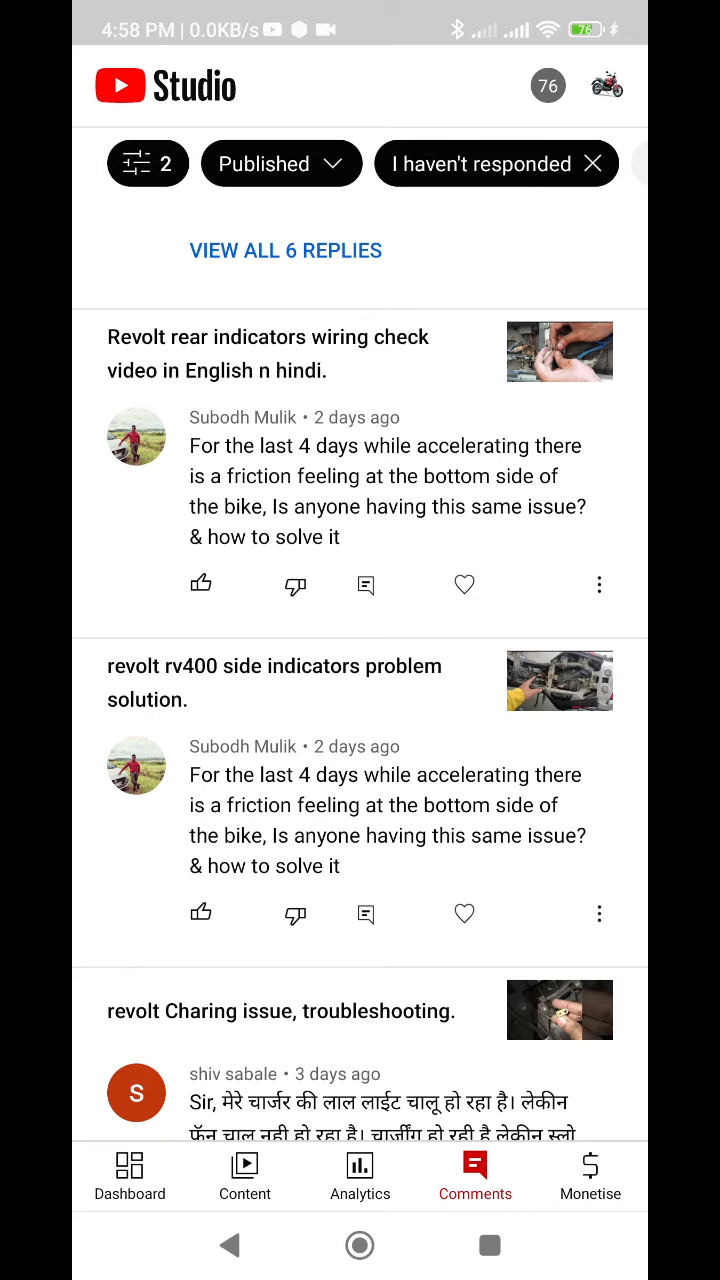 4:58 PM | 0.0KB/s
76
Studio
76
2
Published
I haven't responded
VIEW ALL 6 REPLIES
Revolt rear indicators wiring check
video in English n hindi.
Subodh Mulik • 2 days ago
For the last 4 days while accelerating there
is a friction feeling at the bottom side of
the bike, Is anyone having this same issue?
& how to solve it
revolt rv400 side indicators problem
solution.
Subodh Mulik • 2 days ago
For the last 4 days while accelerating there
is a friction feeling at the bottom side of
the bike, Is anyone having this same issue?
& how to solve it
revolt Charing issue, troubleshooting.
S
shiv sabale • 3 days ago
Sir, मेरे चार्जर की लाल लाईट चालू हो रहा है। लेकीन
फॅन चालू नही हो रहा है। चार्जींग हो रही है लेकीन स्लो
Dashboard
Content
Analytics
Comments
Monetise